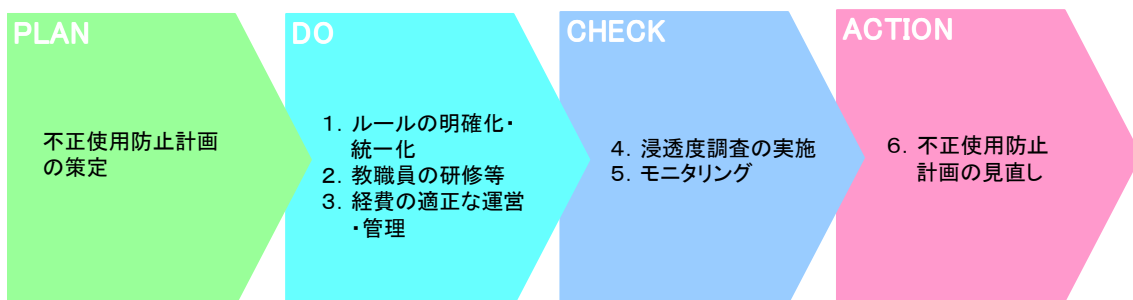 PLAN
不正使用防止計画
の策定
DO
１．ルールの明確化・
統一化
２．教職員の研修等
３．経費の適正な運営
・管理
CHECK
４．浸透度調査の実施
５．モニタリング
ACTION
６．不正使用防止
計画の見直し